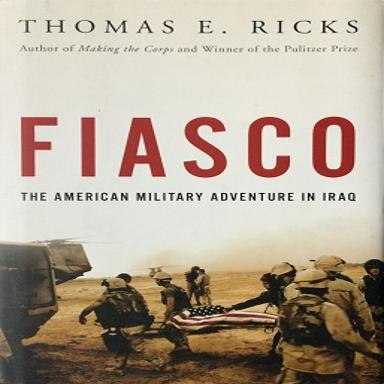 THOMAS E. RICKS
Author of Making the Corps and Winner of the Pulitzer Prize
FIASCO
THE AMERICAN MILITARY ADVENTURE IN IRAQ